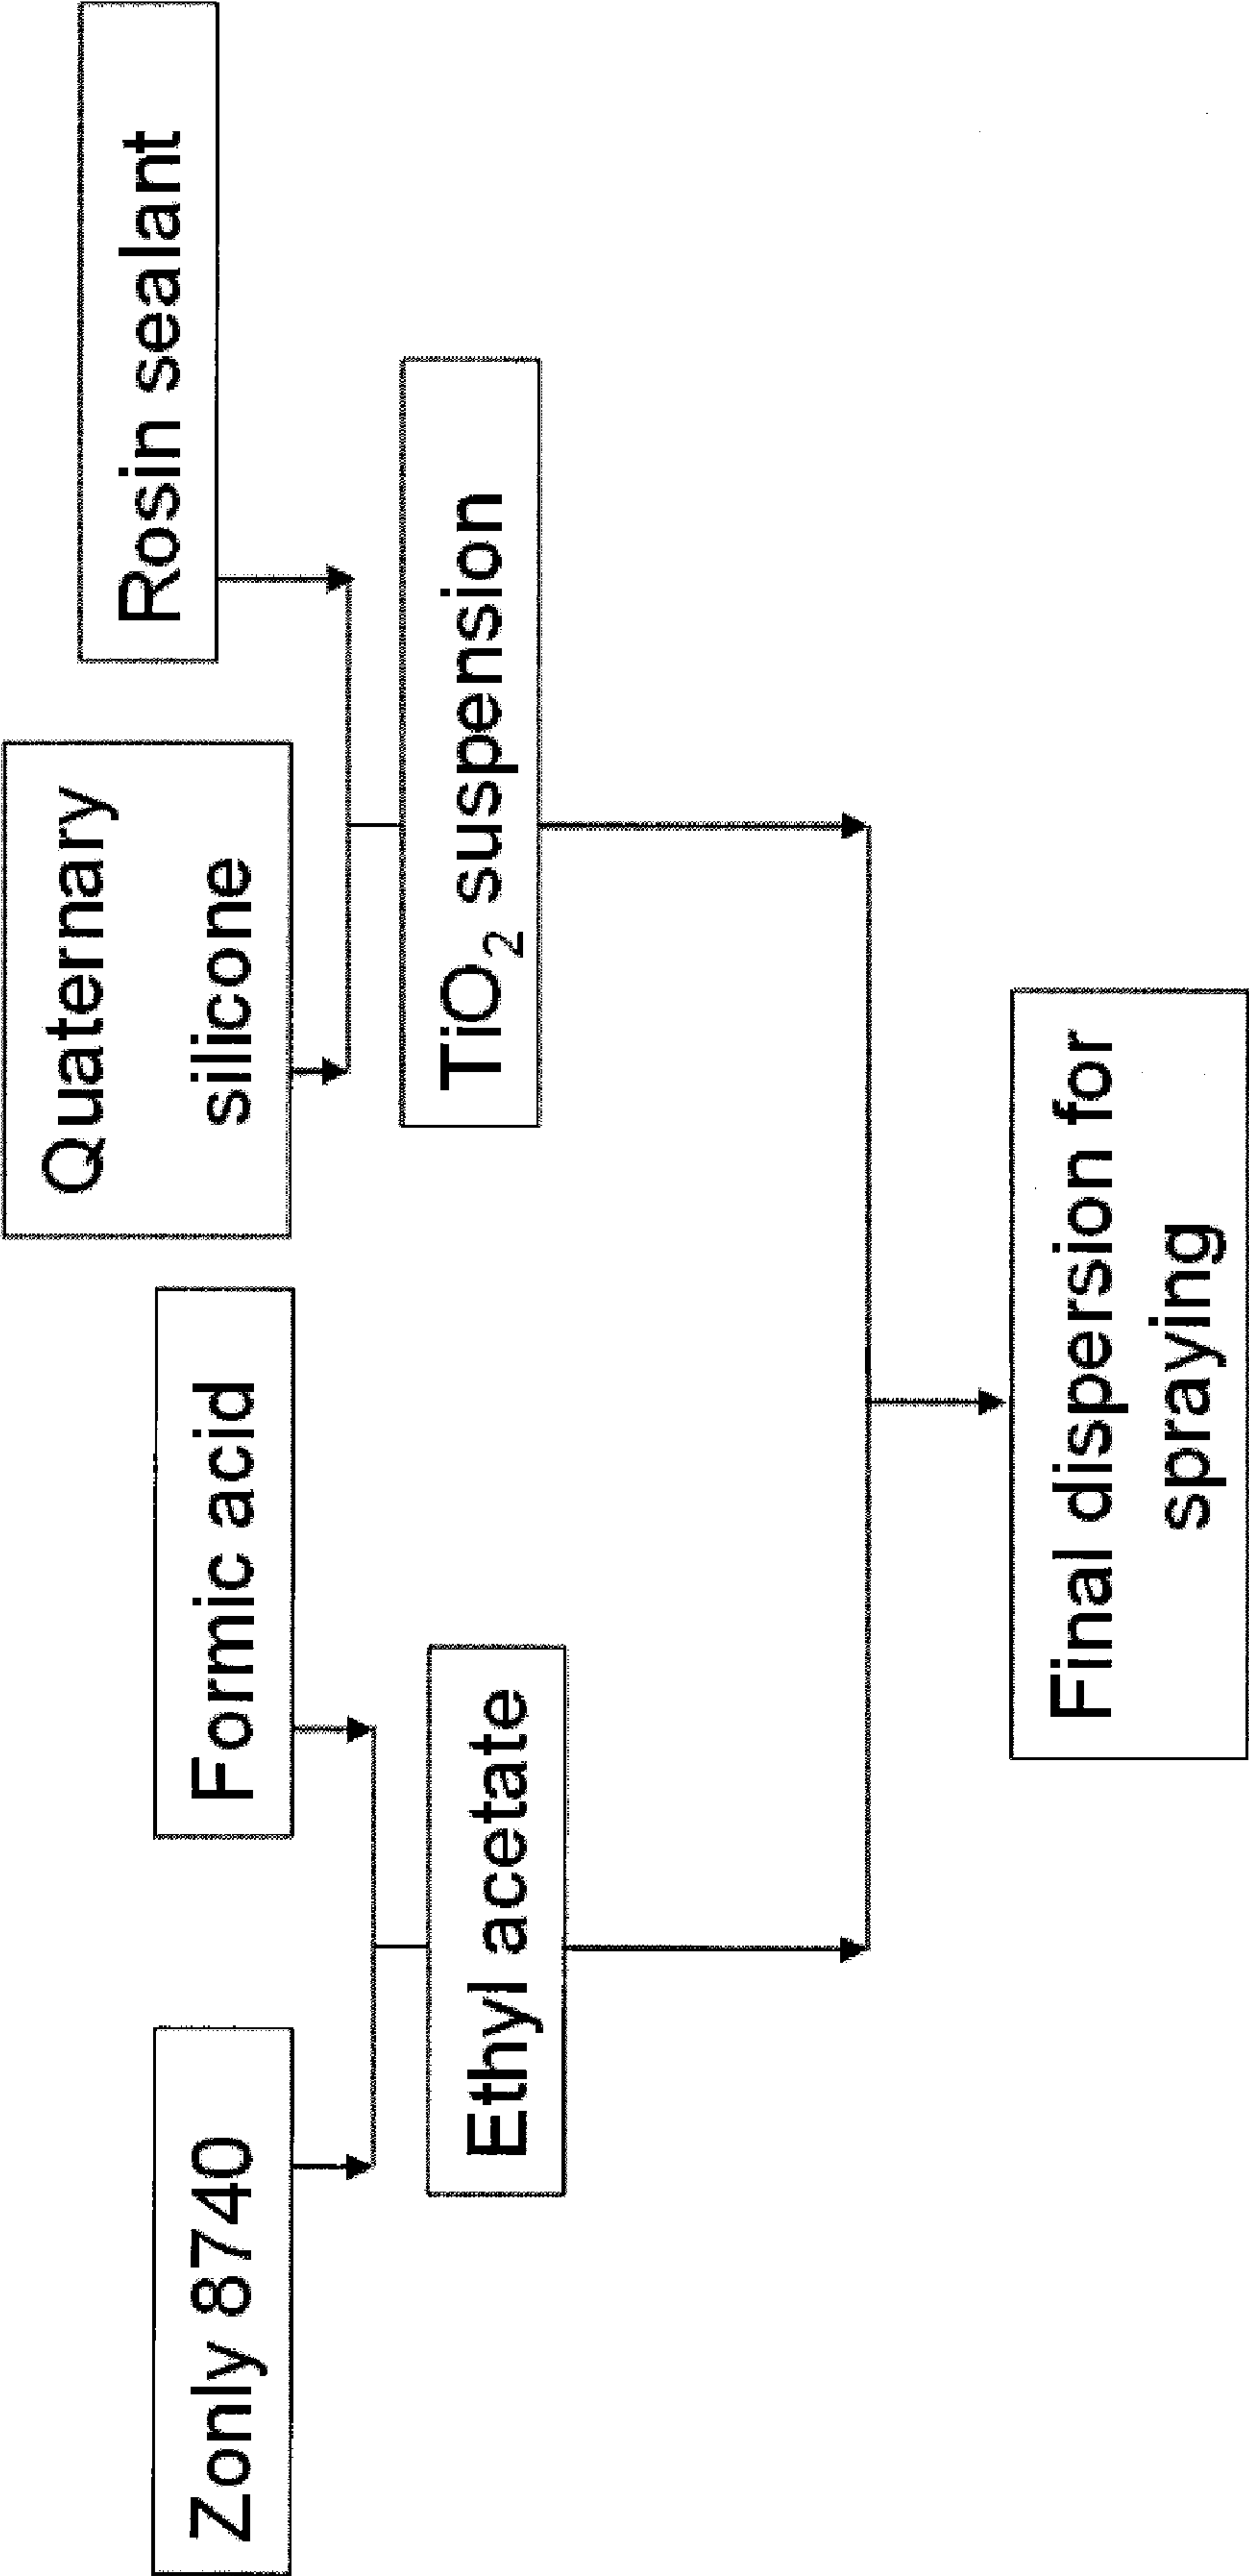 Zonly 8740
Formic acid
Quaternary
silicone
Rosin sealant
Ethyl acetate
TiO₂ suspension
Final dispersion for
spraying